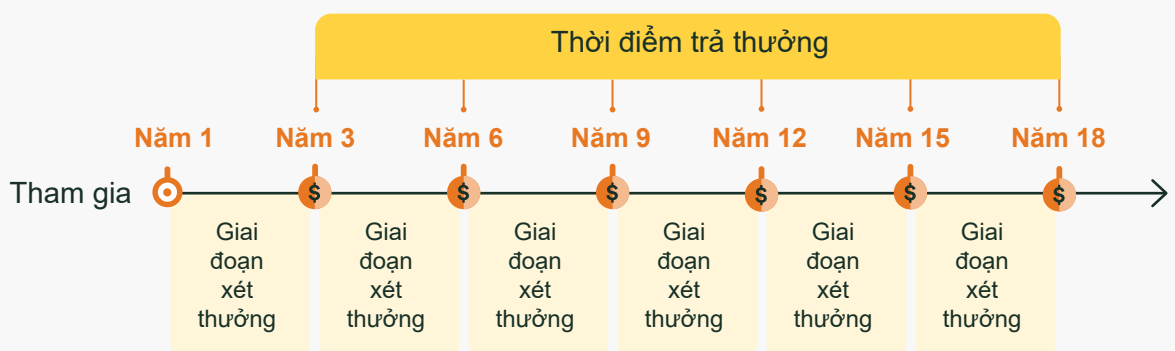 Thời điểm trả thưởng
Năm 1 Năm 3 Năm 6 Năm 9 Năm 12 Năm 15 Năm 18
Tham gia $ $ $ $ $ $
Giai Giai Giai Giai Giai Giai
đoạn đoạn đoạn đoạn đoạn đoạn
xét xét xét xét xét xét
thưởng thưởng thưởng thưởng thưởng thưởng